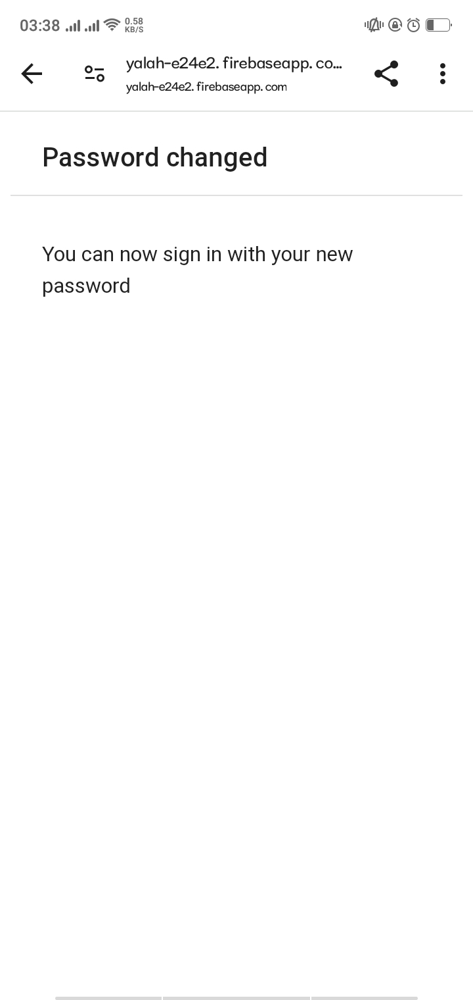 03:38 0.58 KB/S
yalah-e24e2. firebaseapp. co...
yalah-e24e2. firebaseapp. com
Password changed
You can now sign in with your new
password